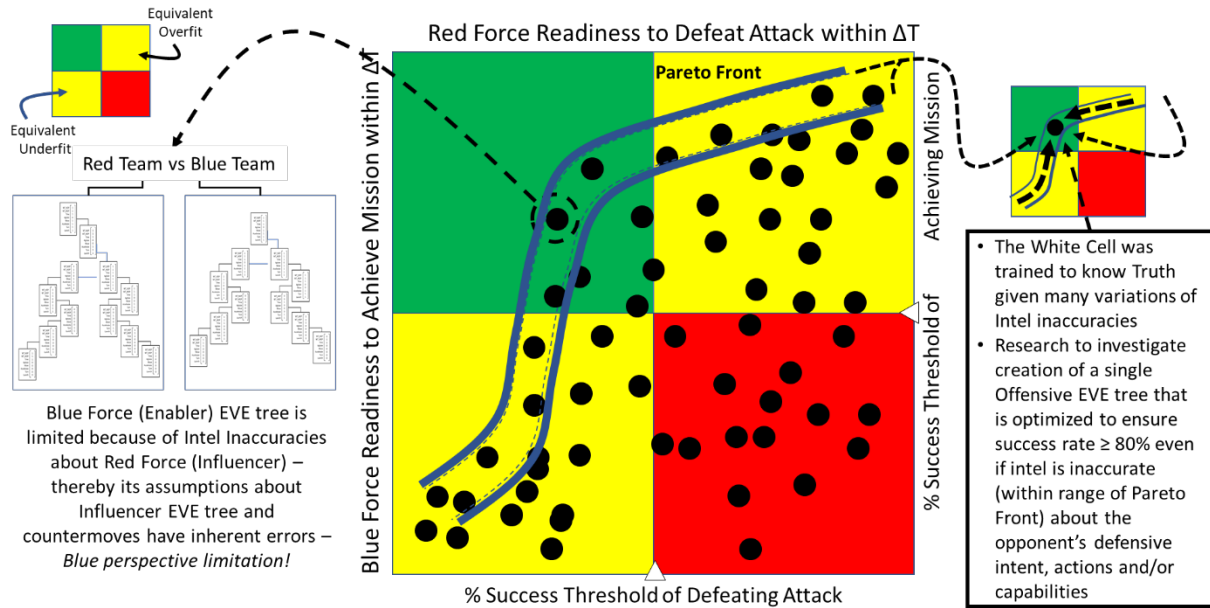 Equivalent
Overfit
Equivalent
Underfit
Red Team vs Blue Team
Blue Force (Enabler) EVE tree is
limited because of Intel Inaccuracies
about Red Force (Influencer) –
thereby its assumptions about
Influencer EVE tree and
countermoves have inherent errors –
Blue perspective limitation!
Red Force Readiness to Defeat Attack within ΔT
Blue Force Readiness to Achieve Mission within ΔT
Pareto Front
% Success Threshold of
Achieving Mission
% Success Threshold of Defeating Attack
• The White Cell was
trained to know Truth
given many variations of
Intel inaccuracies
• Research to investigate
creation of a single
Offensive EVE tree that
is optimized to ensure
success rate ≥ 80% even
if intel is inaccurate
(within range of Pareto
Front) about the
opponent's defensive
intent, actions and/or
capabilities